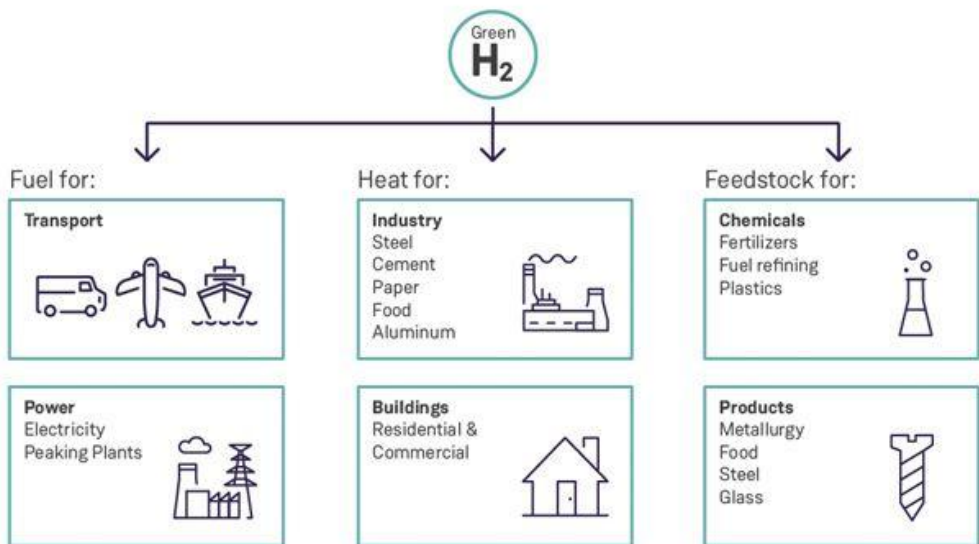 Green
H₂
Fuel for:
Transport
Power
Electricity
Peaking Plants
Heat for:
Industry
Steel
Cement
Paper
Food
Aluminum
Buildings
Residential &
Commercial
Feedstock for:
Chemicals
Fertilizers
Fuel refining
Plastics
Products
Metallurgy
Food
Steel
Glass